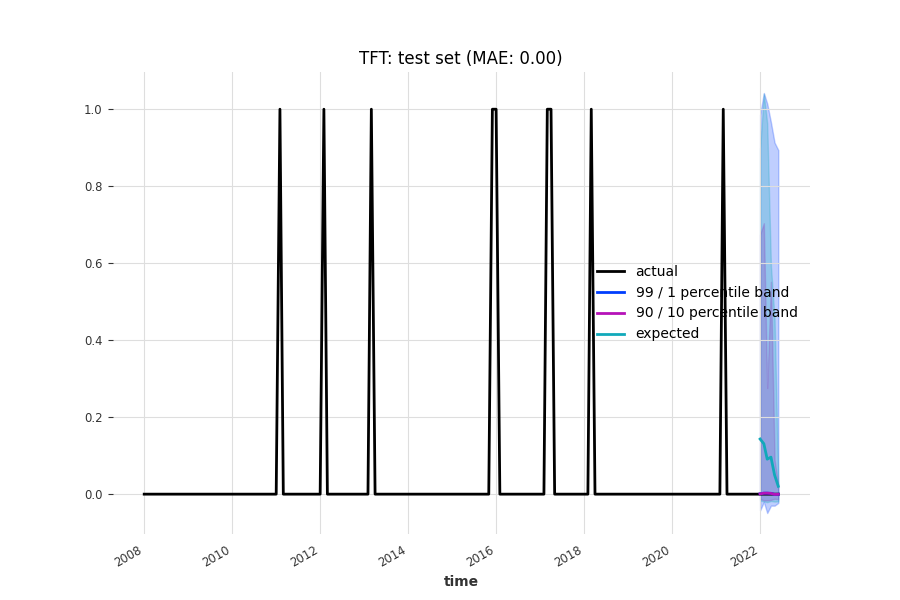 TFT: test set (MAE: 0.00)
1.0
0.8
0.6
0.4
0.2
0.0
actual
99 / 1 percentile band
90 / 10 percentile band
expected
2008
2010
2012
2014
2016
2018
2020
2022
time